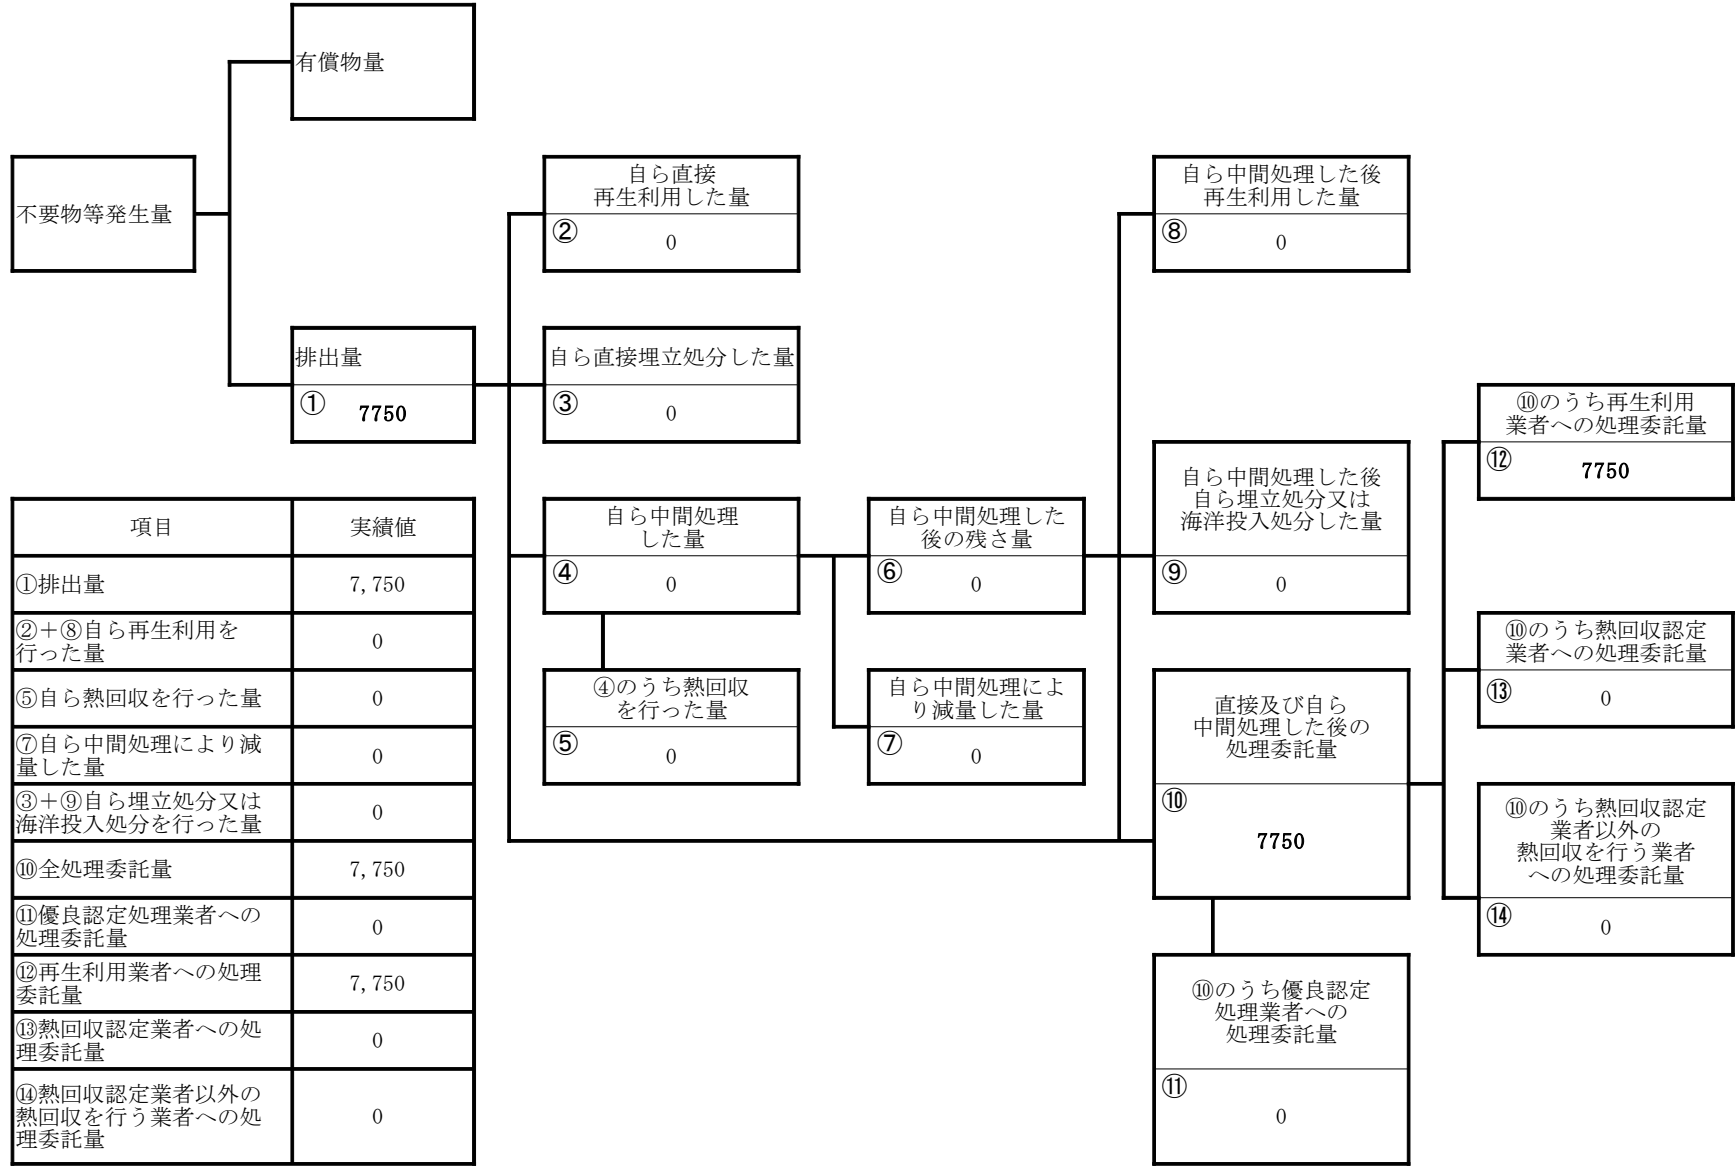 有償物量
不要物等発生量
排出量
①
7750
自ら直接
再生利用した量
②
0
自ら直接埋立処分した量
③
0
自ら中間処理
した量
④
0
④のうち熱回収
を行った量
⑤
0
自ら中間処理した
後の残さ量
⑥
0
自ら中間処理によ
り減量した量
⑦
0
自ら中間処理した後
再生利用した量
⑧
0
自ら中間処理した後
自ら埋立処分又は
海洋投入処分した量
⑨
0
直接及び自ら
中間処理した後の
処理委託量
⑩
7750
⑩のうち優良認定
処理業者への
処理委託量
⑪
0
⑩のうち再生利用
業者への処理委託量
⑫
7750
⑩のうち熱回収認定
業者への処理委託量
⑬
0
⑩のうち熱回収認定
業者以外の
熱回収を行う業者
への処理委託量
⑭
0
項目 実績値
①排出量 7,750
②＋⑧自ら再生利用を
行った量 0
⑤自ら熱回収を行った量 0
⑦自ら中間処理により減
量した量 0
③＋⑨自ら埋立処分又は
海洋投入処分を行った量 0
⑩全処理委託量 7,750
⑪優良認定処理業者への
処理委託量 0
⑫再生利用業者への処理
委託量 7,750
⑬熱回収認定業者への処
理委託量 0
⑭熱回収認定業者以外の
熱回収を行う業者への処
理委託量 0